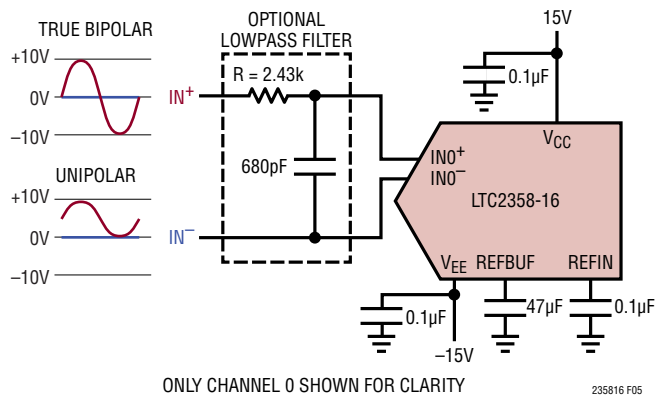 TRUE BIPOLAR
+10V
0V
–10V
UNIPOLAR
+10V
0V
–10V
OPTIONAL
LOWPASS FILTER
R = 2.43k
IN+
680pF
IN–
15V
0.1µF
VCC
IN0+
IN0–
LTC2358-16
VEE REFBUF REFIN
0.1µF
47µF
0.1µF
–15V
ONLY CHANNEL 0 SHOWN FOR CLARITY
235816 F05